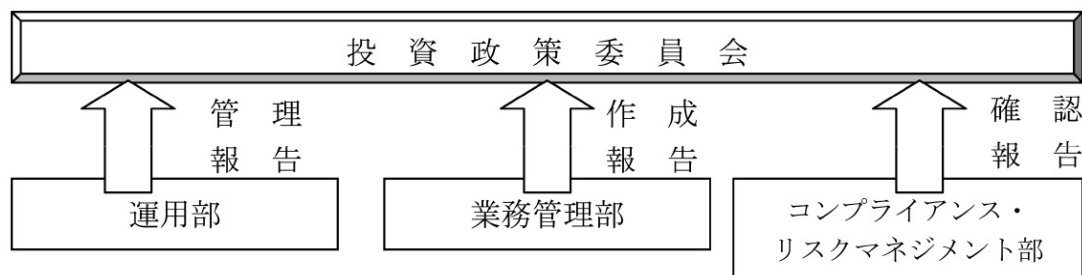 投資政策委員会
管理
報告
作成
報告
確認
報告
運用部
業務管理部
コンプライアンス・
リスクマネジメント部